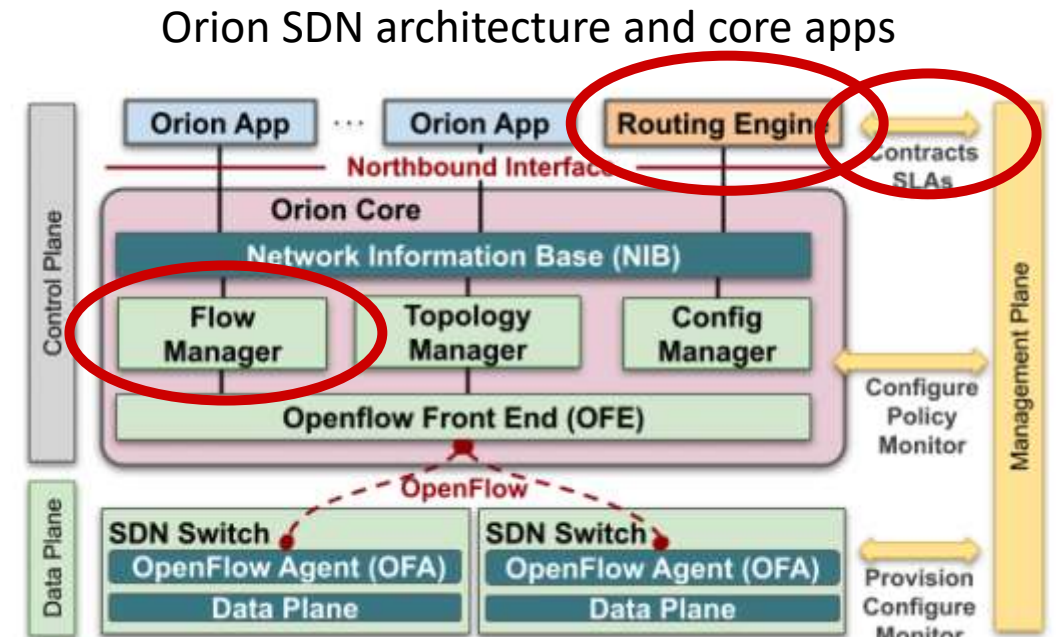 Orion SDN architecture and core apps
Orion App
...
Orion App
Routing Engine
Contracts
SLAs
Northbound Interface
Orion Core
Network Information Base (NIB)
Control Plane
Flow
Manager
Topology
Manager
Config
Manager
Management Plane
Configure
Policy
Monitor
Openflow Front End (OFE)
OpenFlow
Data Plane
SDN Switch
OpenFlow Agent (OFA)
Data Plane
SDN Switch
OpenFlow Agent (OFA)
Data Plane
Provision
Configure
Monitor